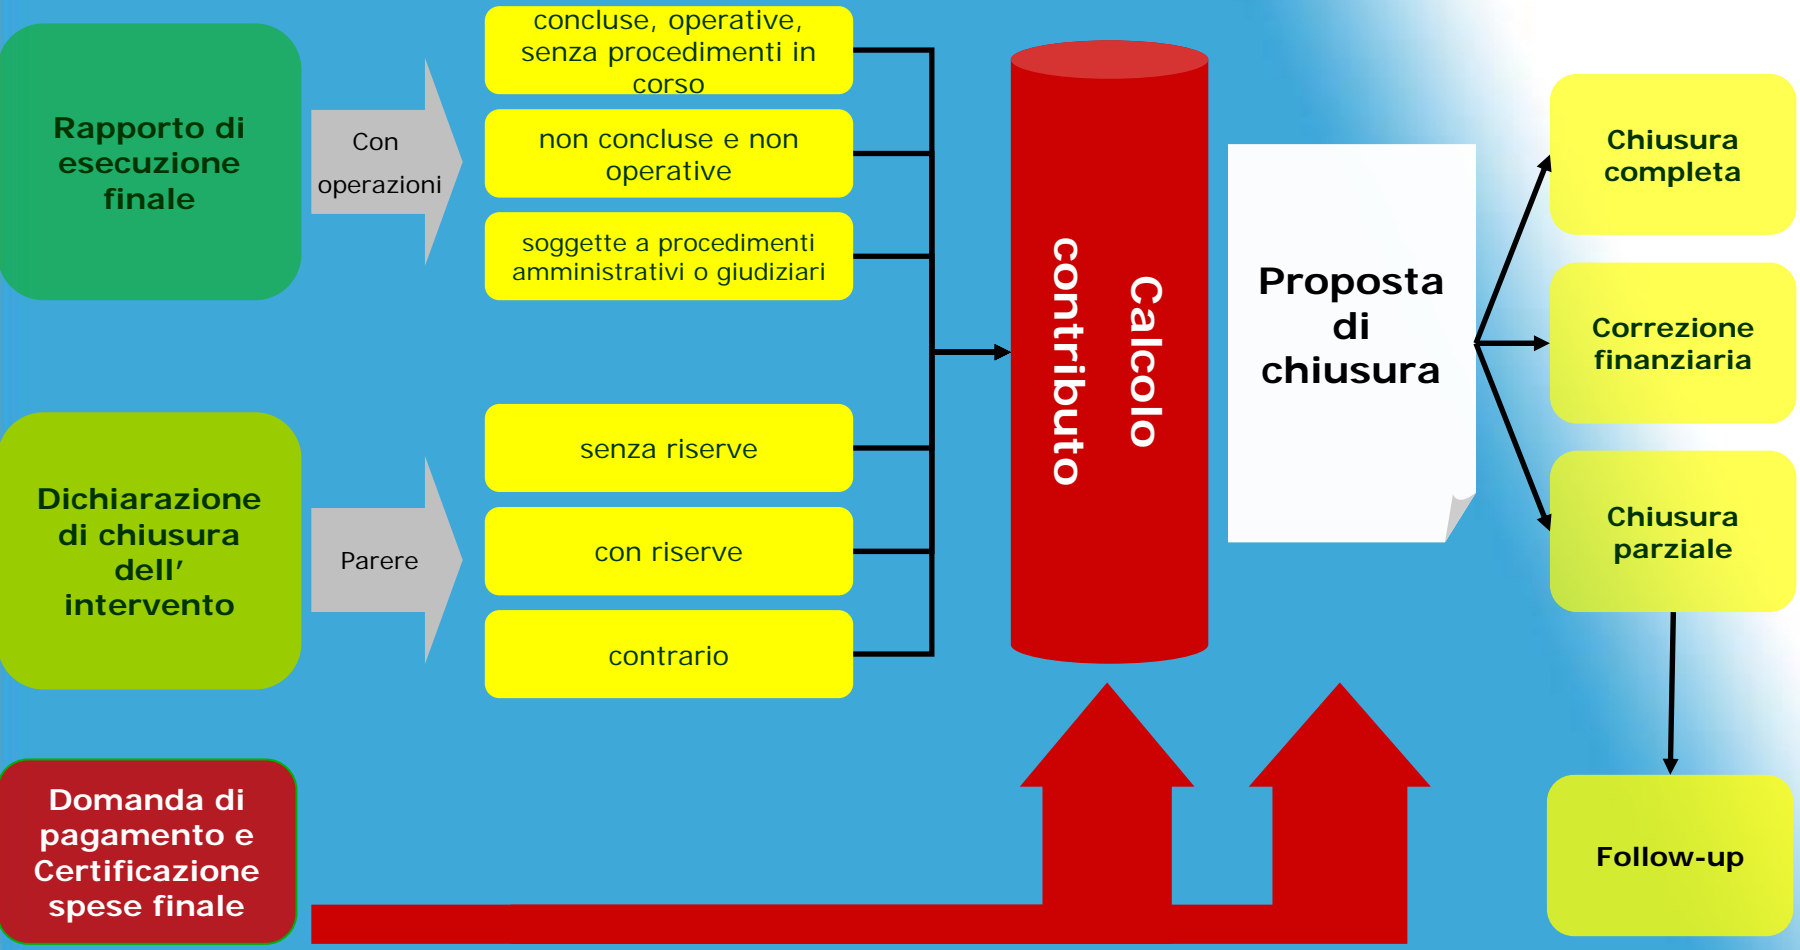 Rapporto di
esecuzione
finale
Con
operazioni
concluse, operative,
senza procedimenti in
corso
non concluse e non
operative
soggette a procedimenti
amministrativi o giudiziari
Dichiarazione
di chiusura
dell’
intervento
Parere
senza riserve
con riserve
contrario
Domanda di
pagamento e
Certificazione
spese finale
Calcolo
contributo
Proposta
di
chiusura
Chiusura
completa
Correzione
finanziaria
Chiusura
parziale
Follow-up